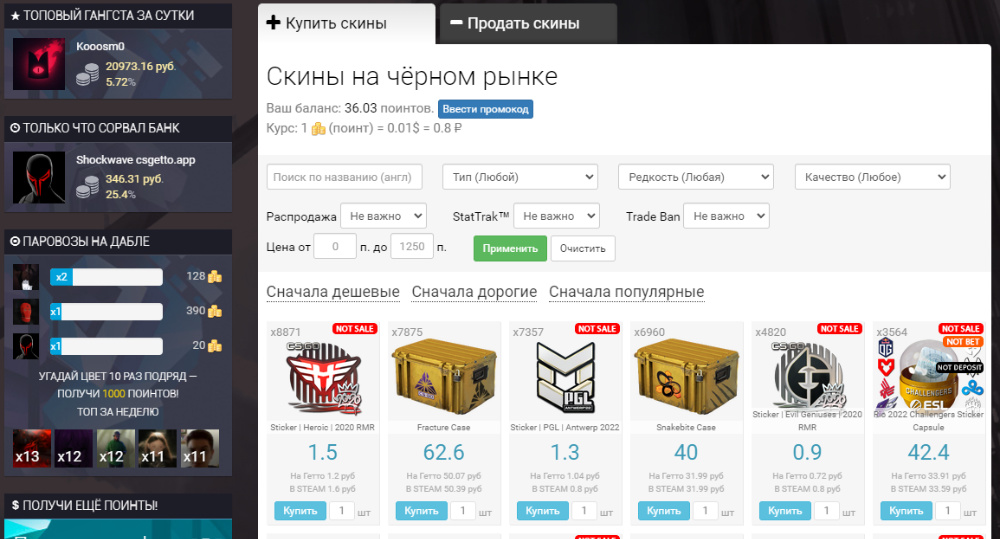 ★ ТОПОВЫЙ ГАНГСТА ЗА СУТКИ
Kooosm0
20973.16 руб.
5.72%
ТОЛЬКО ЧТО СОРВАЛ БАНК
Shockwave csgetto.app
346.31 руб.
25.4%
ПАРОВОЗЫ НА ДАБЛЕ
x2 128
x1 390
x1 20
УГАДАЙ ЦВЕТ 10 РАЗ ПОДРЯД —
ПОЛУЧИ 1000 ПОИНТОВ!
ТОП ЗА НЕДЕЛЮ
x13 x12 x12 x11 x11
$ ПОЛУЧИ ЕЩЁ ПОИНТЫ!
+ Купить скины
− Продать скины
Скины на чёрном рынке
Ваш баланс: 36.03 поинтов. Ввести промокод
Курс: 1 (поинт) = 0.01$ = 0.8 ₽
Поиск по названию (англ) Тип (Любой) Редкость (Любая) Качество (Любое)
Распродажа Не важно StatTrak™ Не важно Trade Ban Не важно
Цена от 0 п. до 1250 п. Применить Очистить
Сначала дешевые Сначала дорогие Сначала популярные
x8871 NOT SALE
CS:GO
2020
Sticker | Heroic | 2020 RMR
1.5
На Гетто 1.2 руб
В STEAM 1.6 руб
Купить 1 шт
x7875
Fracture Case
62.6
На Гетто 50.07 руб
В STEAM 50.39 руб
Купить 1 шт
x7357 NOT SALE
PGL
ANTWERP 2022
Sticker | PGL | Antwerp 2022
1.3
На Гетто 1.04 руб
В STEAM 0.8 руб
Купить 1 шт
x6960
Snakebite Case
40
На Гетто 31.99 руб
В STEAM 31.99 руб
Купить 1 шт
x4820 NOT SALE
CS:GO
2020
Sticker | Evil Geniuses | 2020
RMR
0.9
На Гетто 0.72 руб
В STEAM 0.8 руб
Купить 1 шт
x3564 NOT SALE
NOT BET
NOT DEPOSIT
OG
CHALLENGERS
ESL
Rio 2022 Challengers Sticker
Capsule
42.4
На Гетто 33.91 руб
В STEAM 33.59 руб
Купить 1 шт